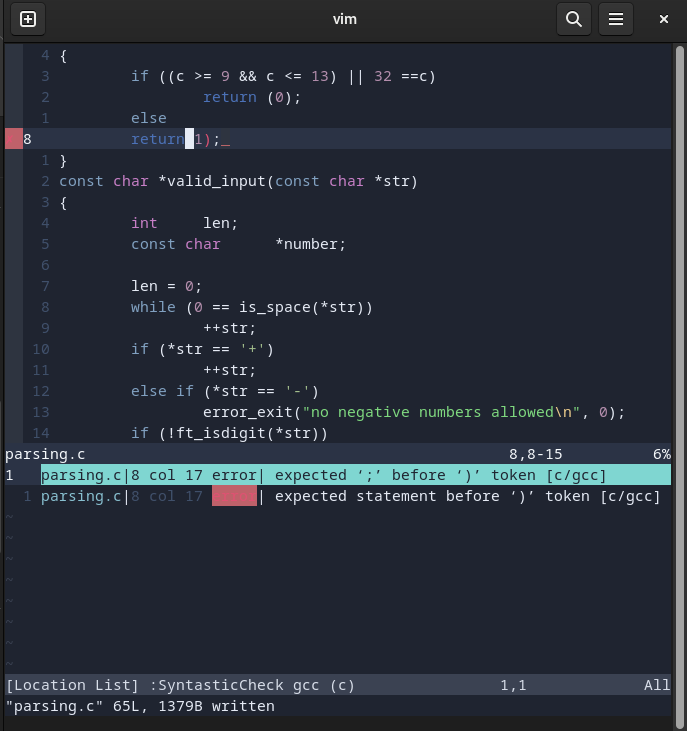 vim
4 {
3 if ((c >= 9 && c <= 13) || 32 ==c)
2 return (0);
1 else
8 return 1);_
1 }
2 const char *valid_input(const char *str)
3 {
4 int len;
5 const char *number;
6
7 len = 0;
8 while (0 == is_space(*str))
9 ++str;
10 if (*str == '+')
11 ++str;
12 else if (*str == '-')
13 error_exit("no negative numbers allowed\n", 0);
14 if (!ft_isdigit(*str))
parsing.c 8,8-15 6%
1 parsing.c|8 col 17 error| expected ‘;’ before ‘)’ token [c/gcc]
1 parsing.c|8 col 17 | expected statement before ‘)’ token [c/gcc]
~
~
~
~
~
~
~
~
[Location List] :SyntasticCheck gcc (c) 1,1 All
"parsing.c" 65L, 1379B written